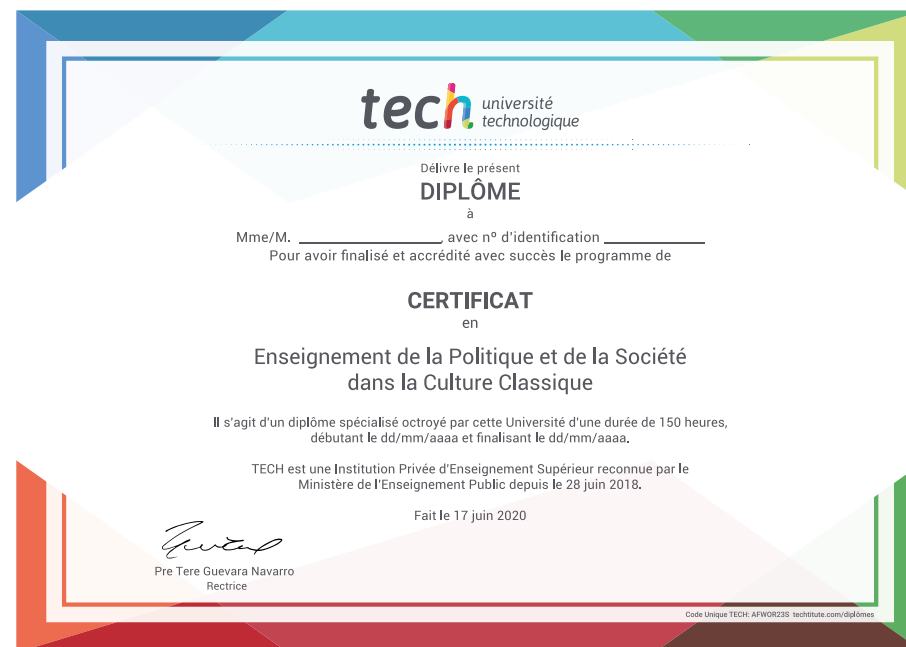 tech université
technologique
Délivre le présent
DIPLÔME
à
Mme/M. ____________________, avec nº d'identification ______________
Pour avoir finalisé et accrédité avec succès le programme de
CERTIFICAT
en
Enseignement de la Politique et de la Société
dans la Culture Classique
Il s'agit d'un diplôme spécialisé octroyé par cette Université d'une durée de 150 heures,
débutant le dd/mm/aaaa et finalisant le dd/mm/aaaa.
TECH est une Institution Privée d'Enseignement Supérieur reconnue par le
Ministère de l'Enseignement Public depuis le 28 juin 2018.
Fait le 17 juin 2020
Pre Tere Guevara Navarro
Rectrice
Code Unique TECH: AFWOR23S techtitute.com/diplômes